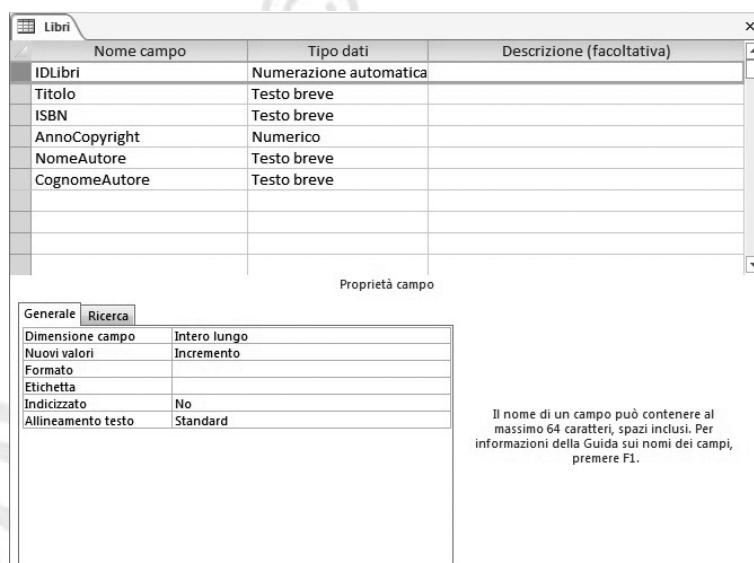 Libri
Nome campo Tipo dati Descrizione (facoltativa)
IDLibri Numerazione automatica
Titolo Testo breve
ISBN Testo breve
AnnoCopyright Numerico
NomeAutore Testo breve
CognomeAutore Testo breve
Proprietà campo
Generale Ricerca
Dimensione campo Intero lungo
Nuovi valori Incremento
Formato
Etichetta
Indicizzato No
Allineamento testo Standard
Il nome di un campo può contenere al
massimo 64 caratteri, spazi inclusi. Per
informazioni della Guida sui nomi dei campi,
premere F1.